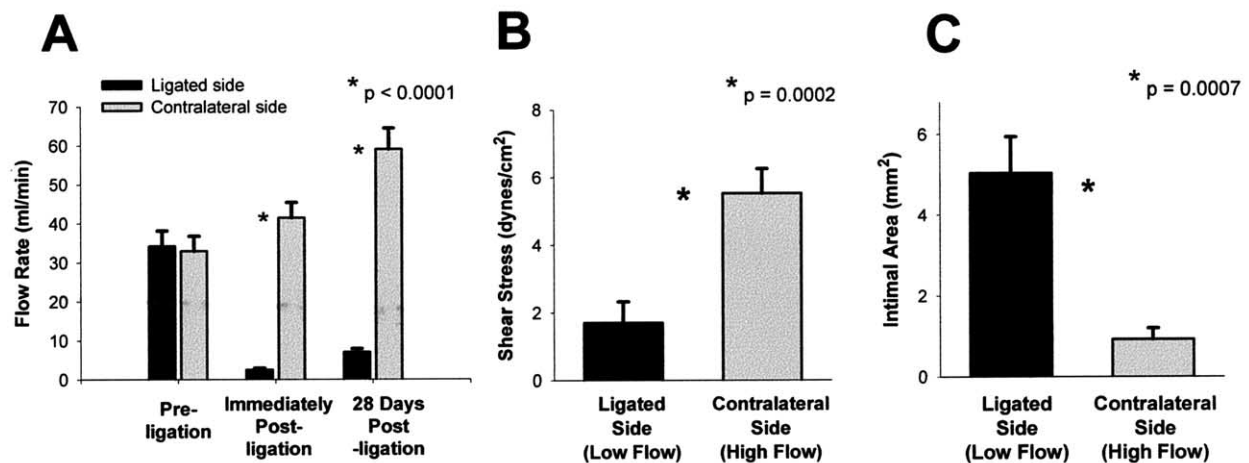 A
Ligated side
Contralateral side
* p < 0.0001
Flow Rate (ml/min)
70
60
50
40
30
20
10
0
*
*
Pre-
ligation
Immediately
Post-
ligation
28 Days
Post
-ligation
B
* p = 0.0002
Shear Stress (dynes/cm²)
8
6
4
2
0
*
Ligated
Side
(Low Flow)
Contralateral
Side
(High Flow)
C
* p = 0.0007
Intimal Area (mm²)
6
4
2
0
*
Ligated
Side
(Low Flow)
Contralateral
Side
(High Flow)